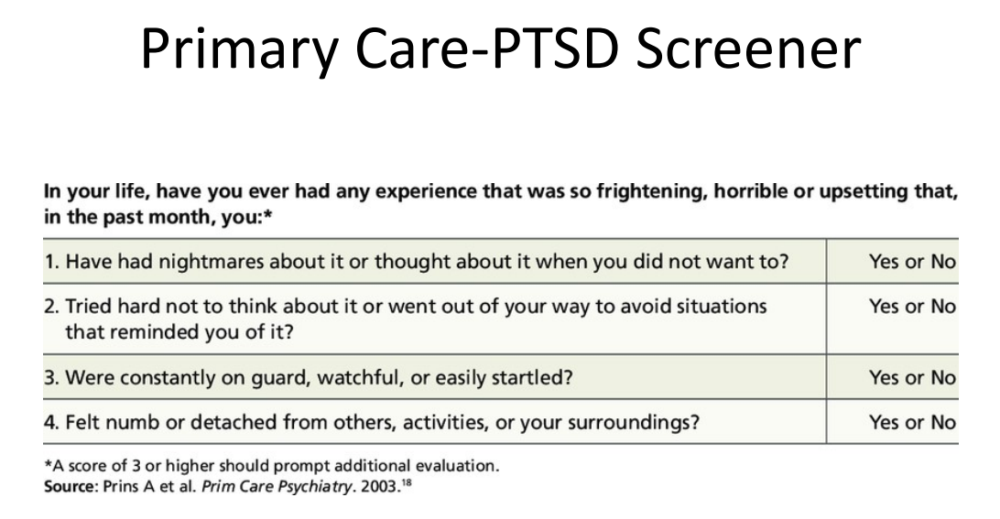 Primary Care-PTSD Screener
In your life, have you ever had any experience that was so frightening, horrible or upsetting that,
in the past month, you:*
1. Have had nightmares about it or thought about it when you did not want to? Yes or No
2. Tried hard not to think about it or went out of your way to avoid situations Yes or No
that reminded you of it?
3. Were constantly on guard, watchful, or easily startled? Yes or No
4. Felt numb or detached from others, activities, or your surroundings? Yes or No
*A score of 3 or higher should prompt additional evaluation.
Source: Prins A et al. Prim Care Psychiatry. 2003.18